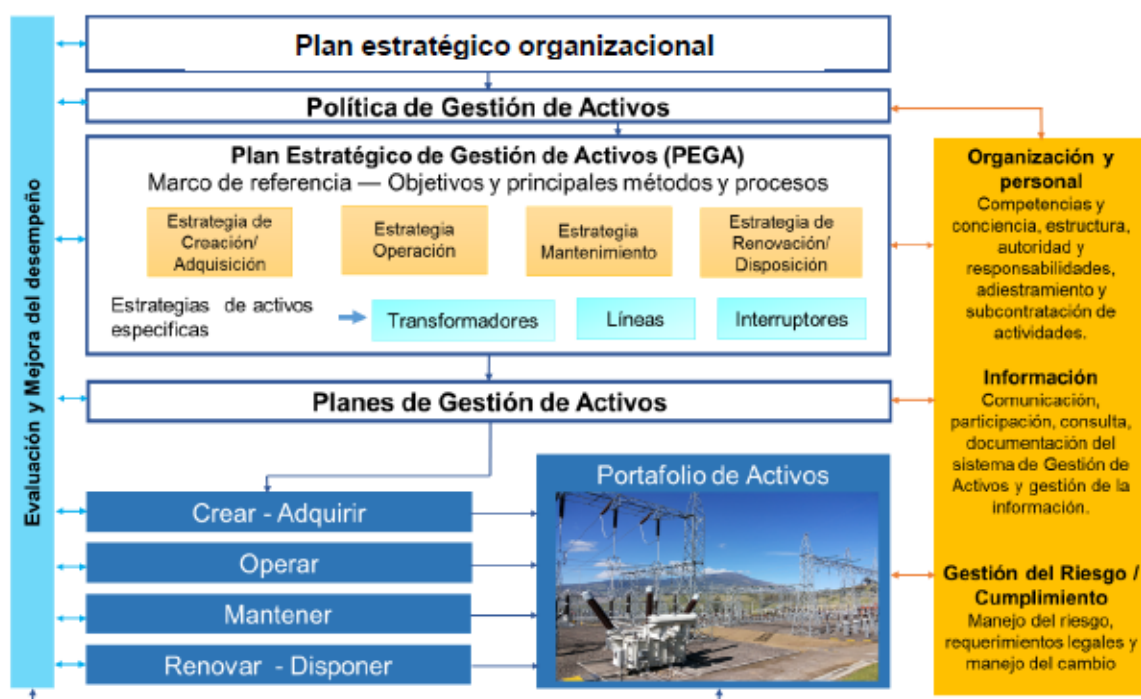 Evaluación y Mejora del desempeño
Plan estratégico organizacional
Política de Gestión de Activos
Plan Estratégico de Gestión de Activos (PEGA)
Marco de referencia — Objetivos y principales métodos y procesos
Estrategia de
Creación/
Adquisición
Estrategia
Operación
Estrategia
Mantenimiento
Estrategia de
Renovación/
Disposición
Estrategias de activos
especificas
Transformadores
Líneas
Interruptores
Planes de Gestión de Activos
Crear - Adquirir
Operar
Mantener
Renovar - Disponer
Portafolio de Activos
Organización y
personal
Competencias y
conciencia, estructura,
autoridad y
responsabilidades,
adiestramiento y
subcontratación de
actividades.
Información
Comunicación,
participación, consulta,
documentación del
sistema de Gestión de
Activos y gestión de la
información.
Gestión del Riesgo /
Cumplimiento
Manejo del riesgo,
requerimientos legales y
manejo del cambio